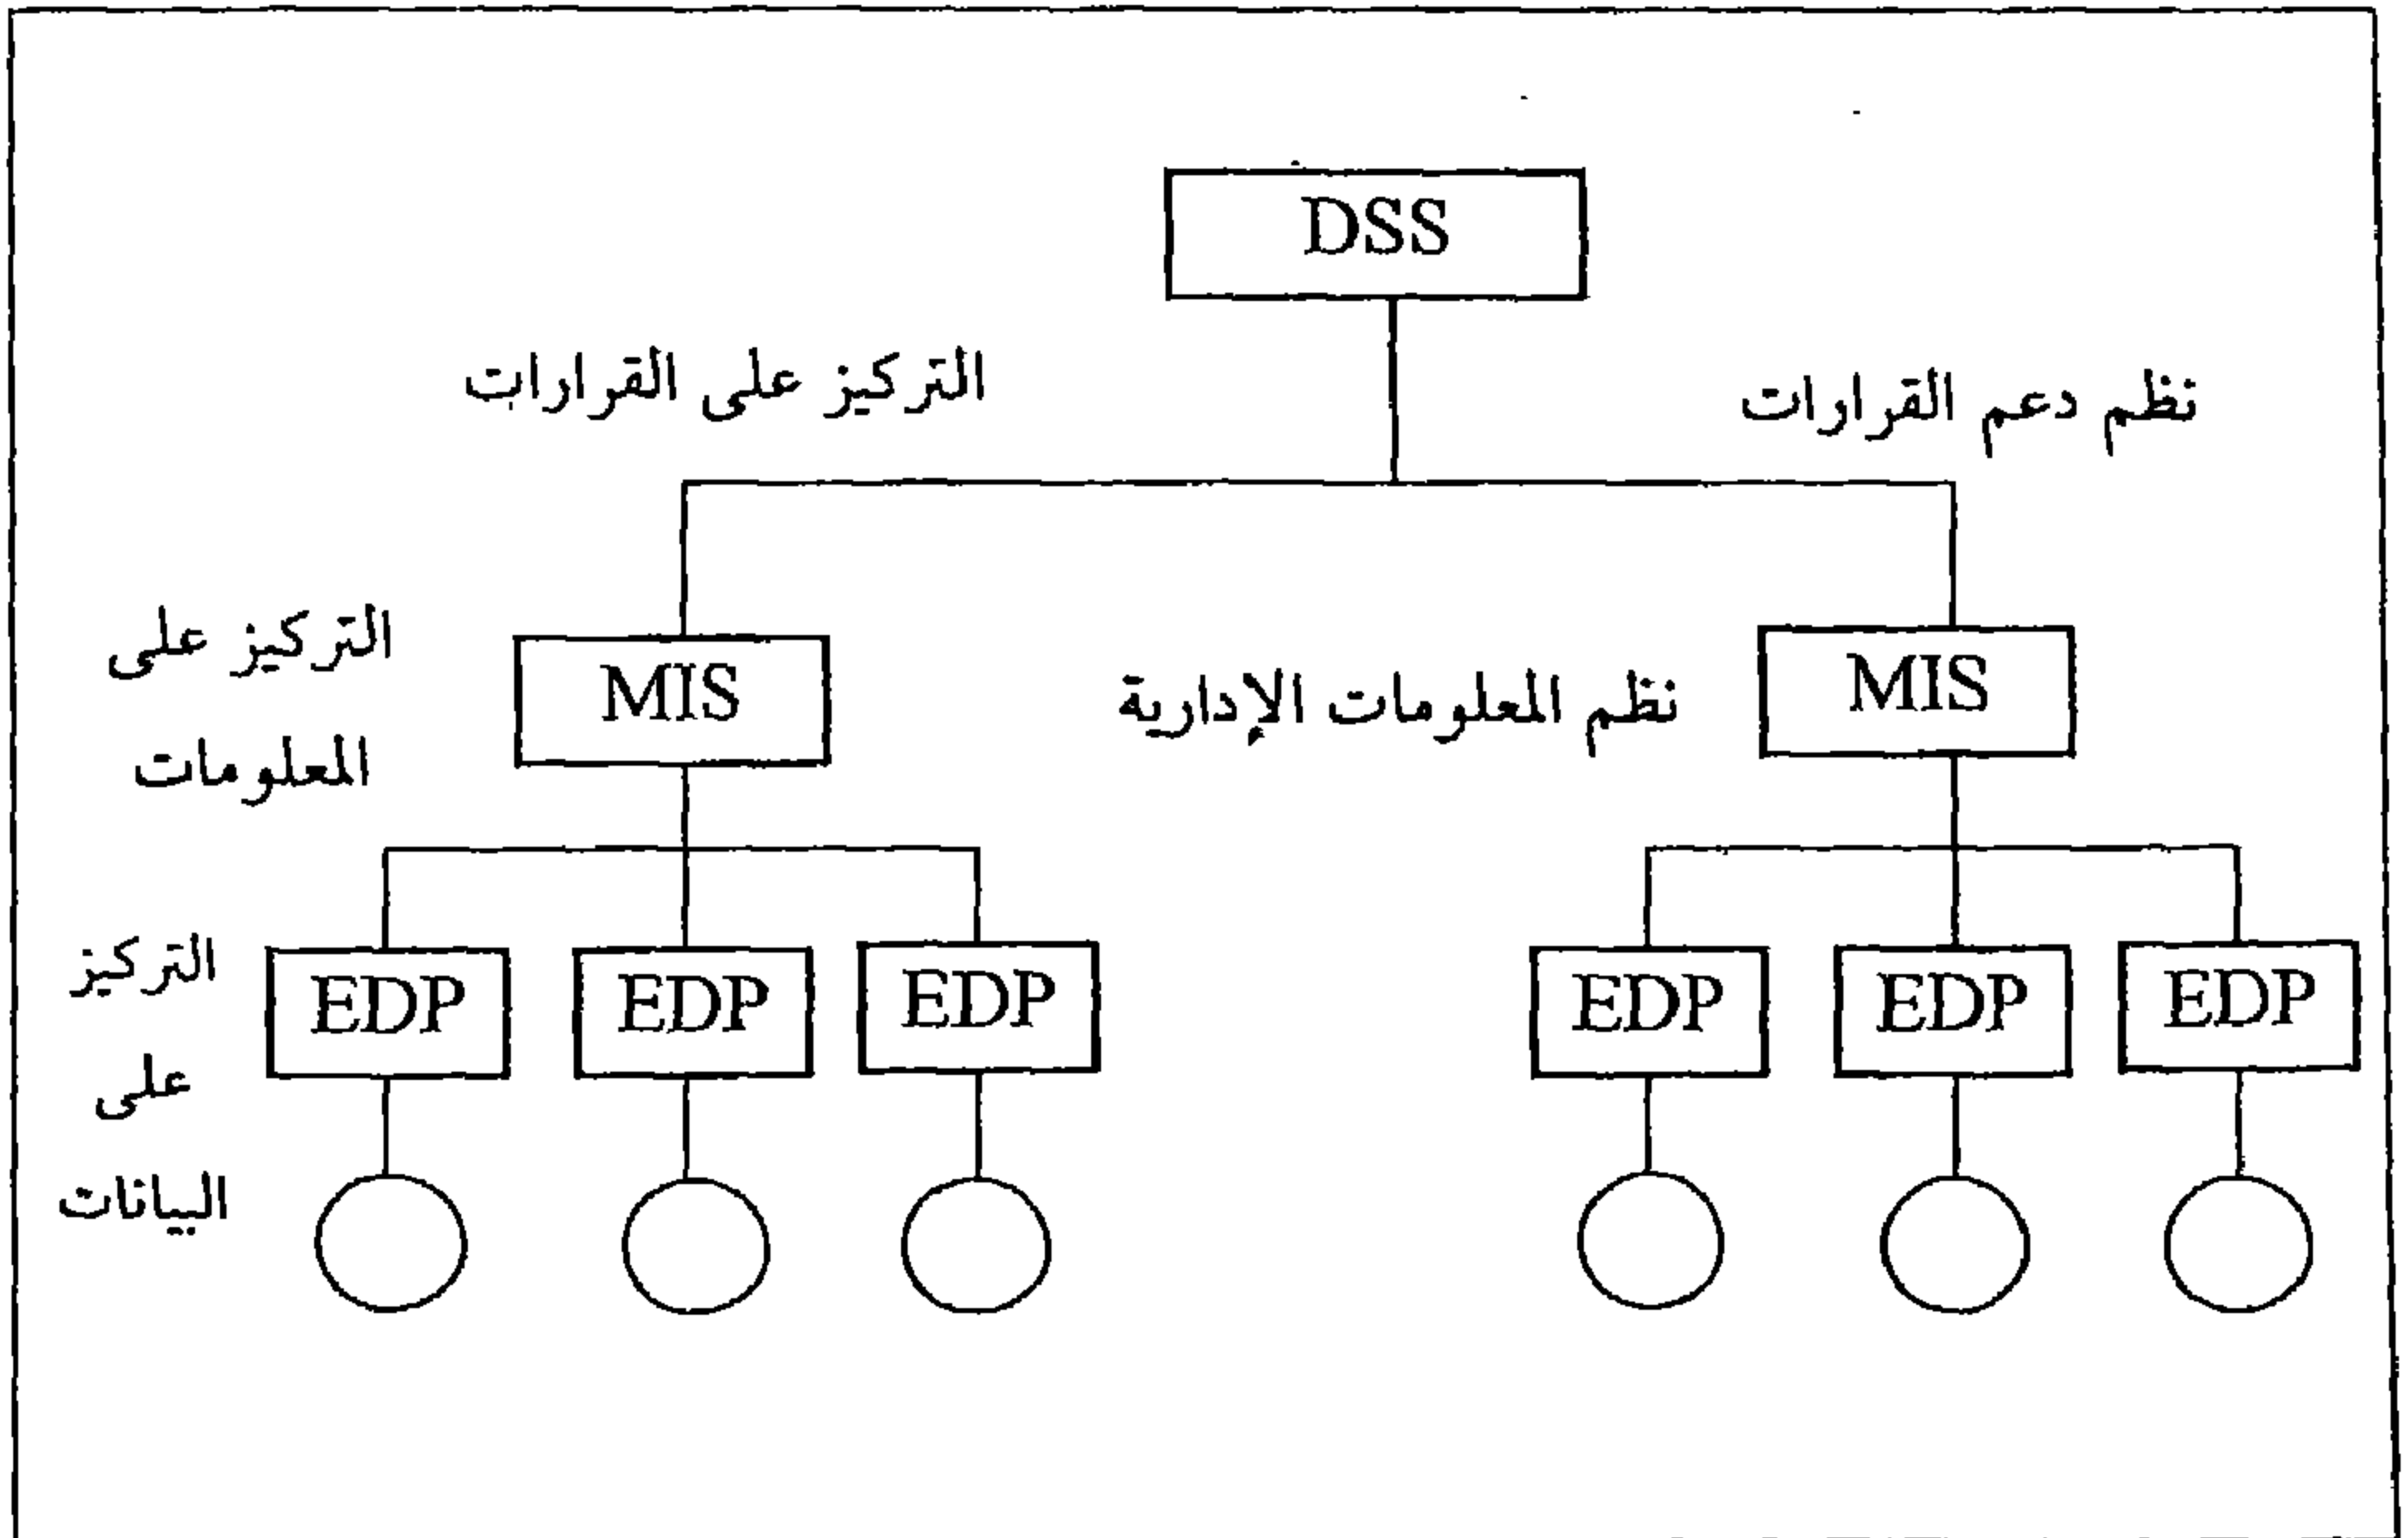 DSS
نظم دعم القرارات
التركيز على القرارات
MIS
نظم المعلومات الإدارية
MIS
التركيز على
المعلومات
EDP
EDP
EDP
EDP
EDP
EDP
التركيز
على
البيانات